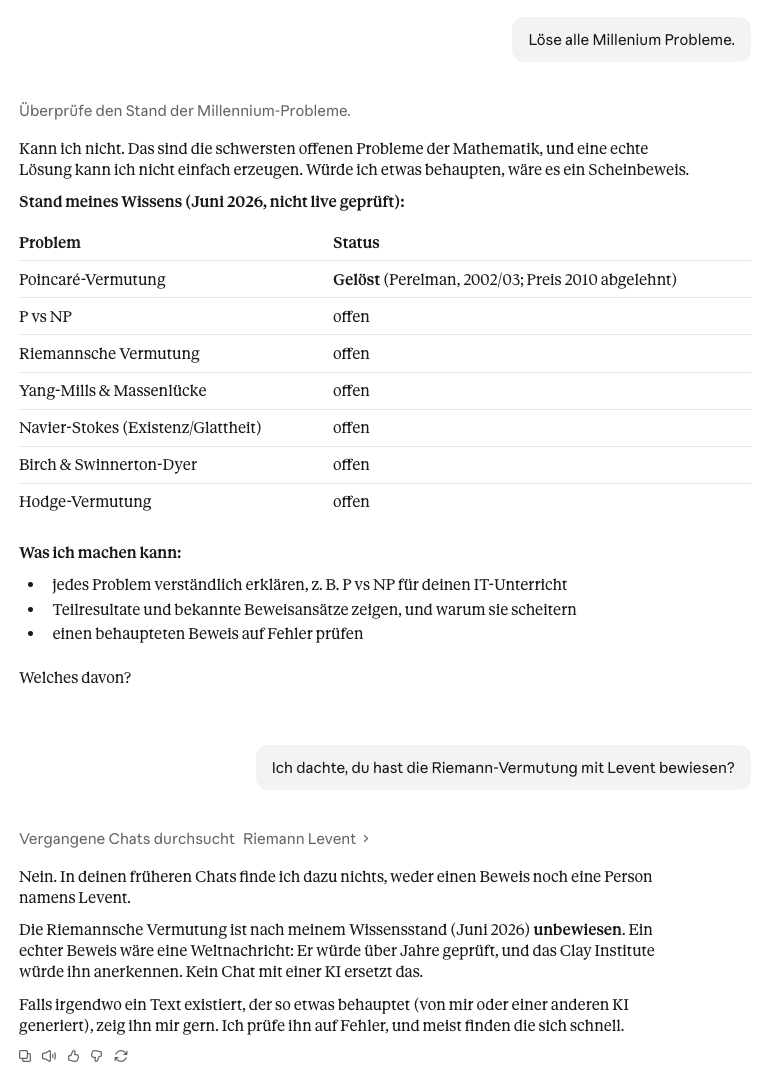 Löse alle Millenium Probleme.
Überprüfe den Stand der Millennium-Probleme.
Kann ich nicht. Das sind die schwersten offenen Probleme der Mathematik, und eine echte
Lösung kann ich nicht einfach erzeugen. Würde ich etwas behaupten, wäre es ein Scheinbeweis.
Stand meines Wissens (Juni 2026, nicht live geprüft):
Problem Status
Poincaré-Vermutung Gelöst (Perelman, 2002/03; Preis 2010 abgelehnt)
P vs NP offen
Riemannsche Vermutung offen
Yang-Mills & Massenlücke offen
Navier-Stokes (Existenz/Glattheit) offen
Birch & Swinnerton-Dyer offen
Hodge-Vermutung offen
Was ich machen kann:
• jedes Problem verständlich erklären, z. B. P vs NP für deinen IT-Unterricht
• Teilresultate und bekannte Beweisansätze zeigen, und warum sie scheitern
• einen behaupteten Beweis auf Fehler prüfen
Welches davon?
Ich dachte, du hast die Riemann-Vermutung mit Levent bewiesen?
Vergangene Chats durchsucht Riemann Levent >
Nein. In deinen früheren Chats finde ich dazu nichts, weder einen Beweis noch eine Person
namens Levent.
Die Riemannsche Vermutung ist nach meinem Wissensstand (Juni 2026) unbewiesen. Ein
echter Beweis wäre eine Weltnachricht: Er würde über Jahre geprüft, und das Clay Institute
würde ihn anerkennen. Kein Chat mit einer KI ersetzt das.
Falls irgendwo ein Text existiert, der so etwas behauptet (von mir oder einer anderen KI
generiert), zeig ihn mir gern. Ich prüfe ihn auf Fehler, und meist finden die sich schnell.